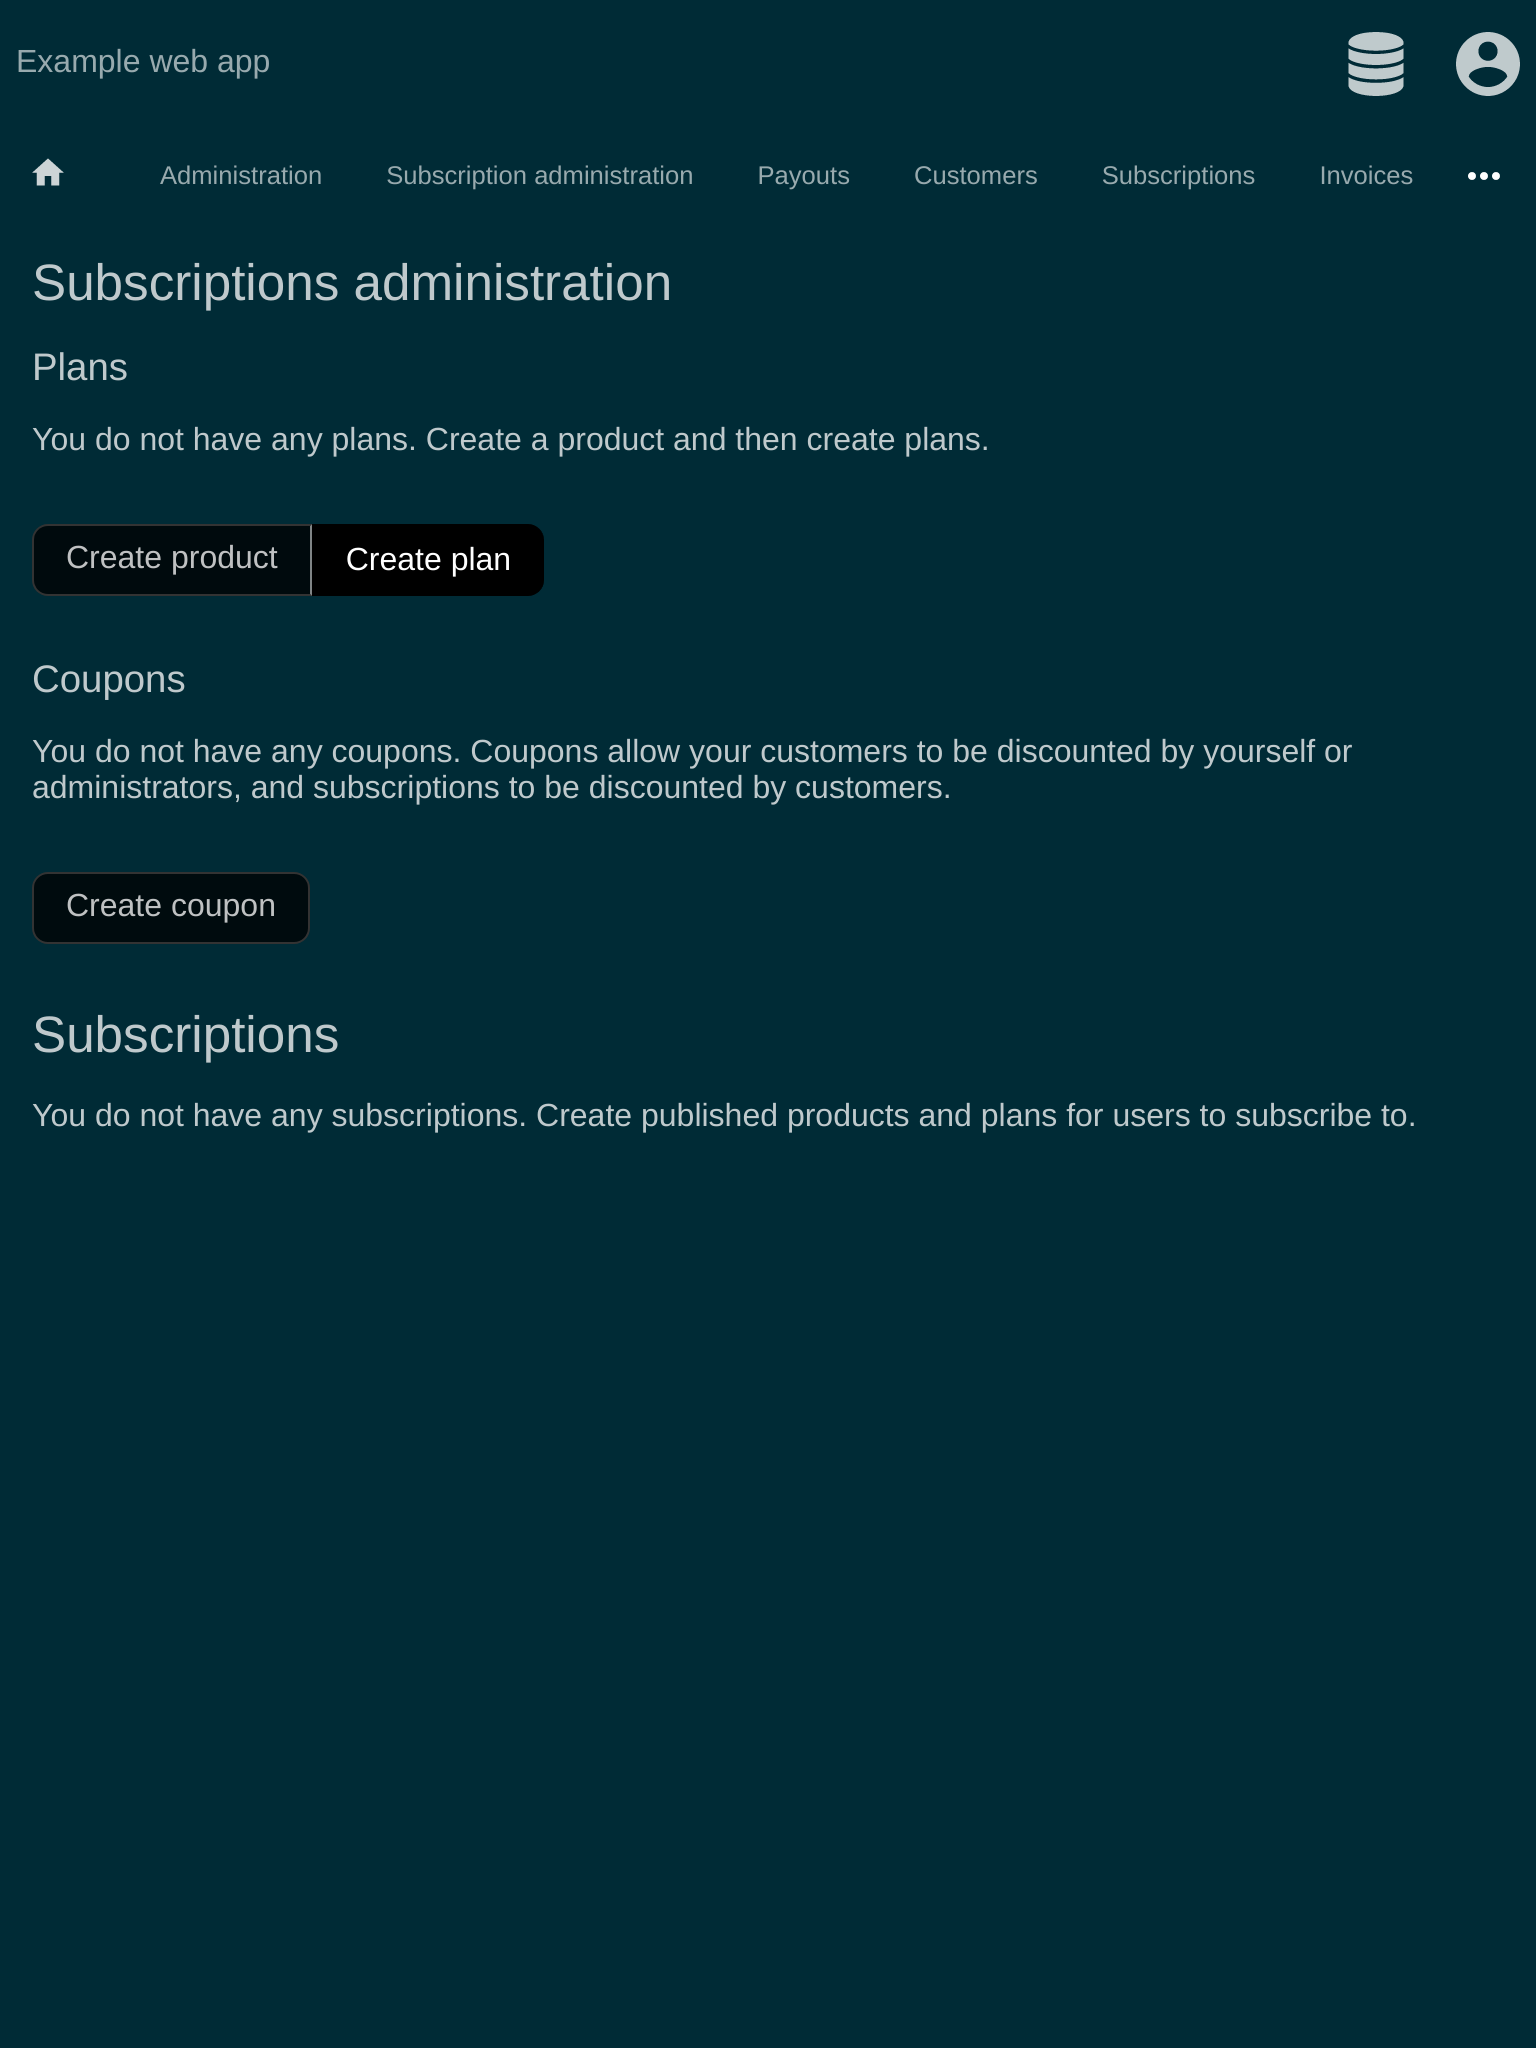 Example web app
Administration Subscription administration Payouts Customers Subscriptions Invoices
Subscriptions administration
Plans
You do not have any plans. Create a product and then create plans.
Create product Create plan
Coupons
You do not have any coupons. Coupons allow your customers to be discounted by yourself or
administrators, and subscriptions to be discounted by customers.
Create coupon
Subscriptions
You do not have any subscriptions. Create published products and plans for users to subscribe to.